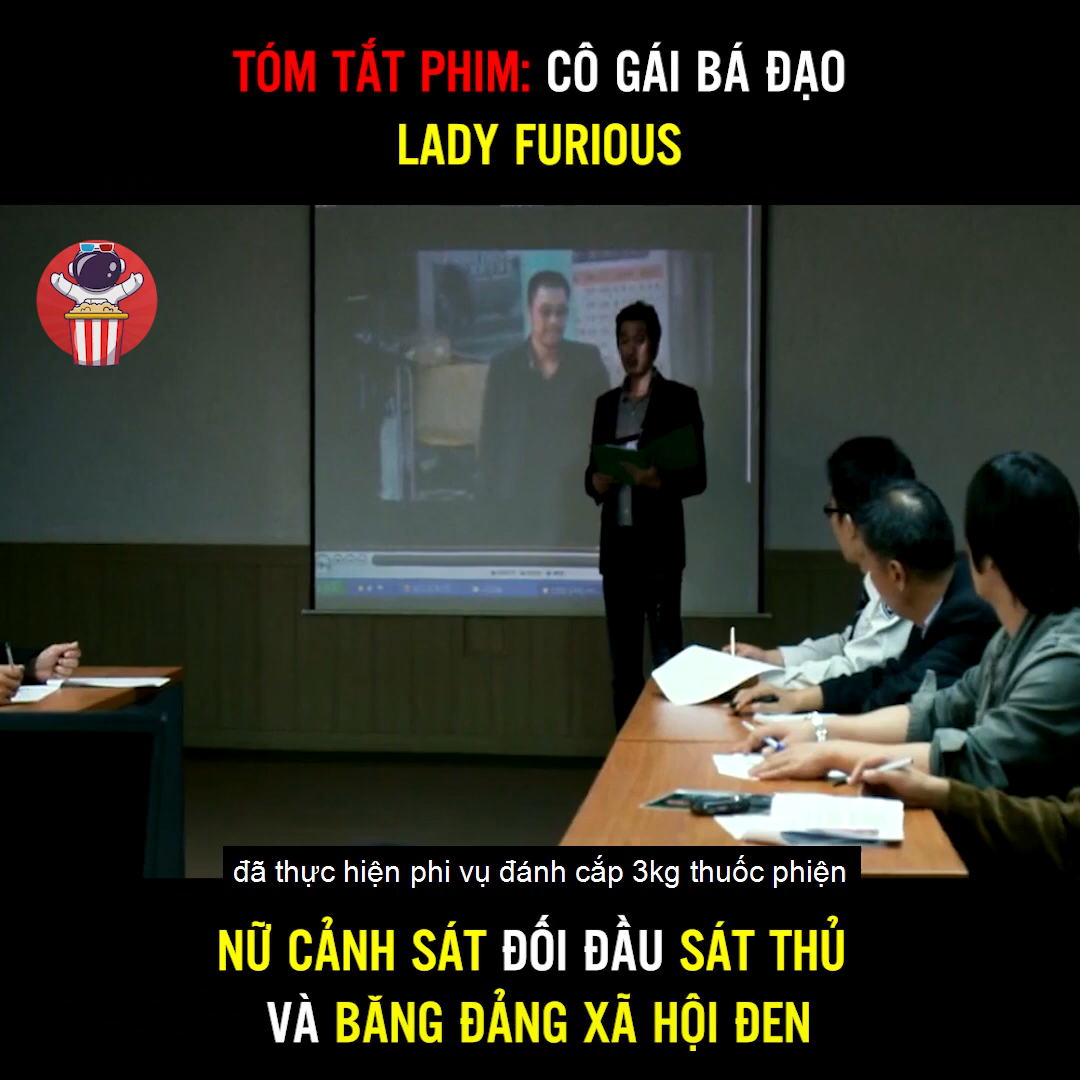 TÓM TẮT PHIM: CÔ GÁI BÁ ĐẠO
LADY FURIOUS
đã thực hiện phi vụ đánh cắp 3kg thuốc phiện
NỮ CẢNH SÁT ĐỐI ĐẦU SÁT THỦ
VÀ BĂNG ĐẢNG XÃ HỘI ĐEN